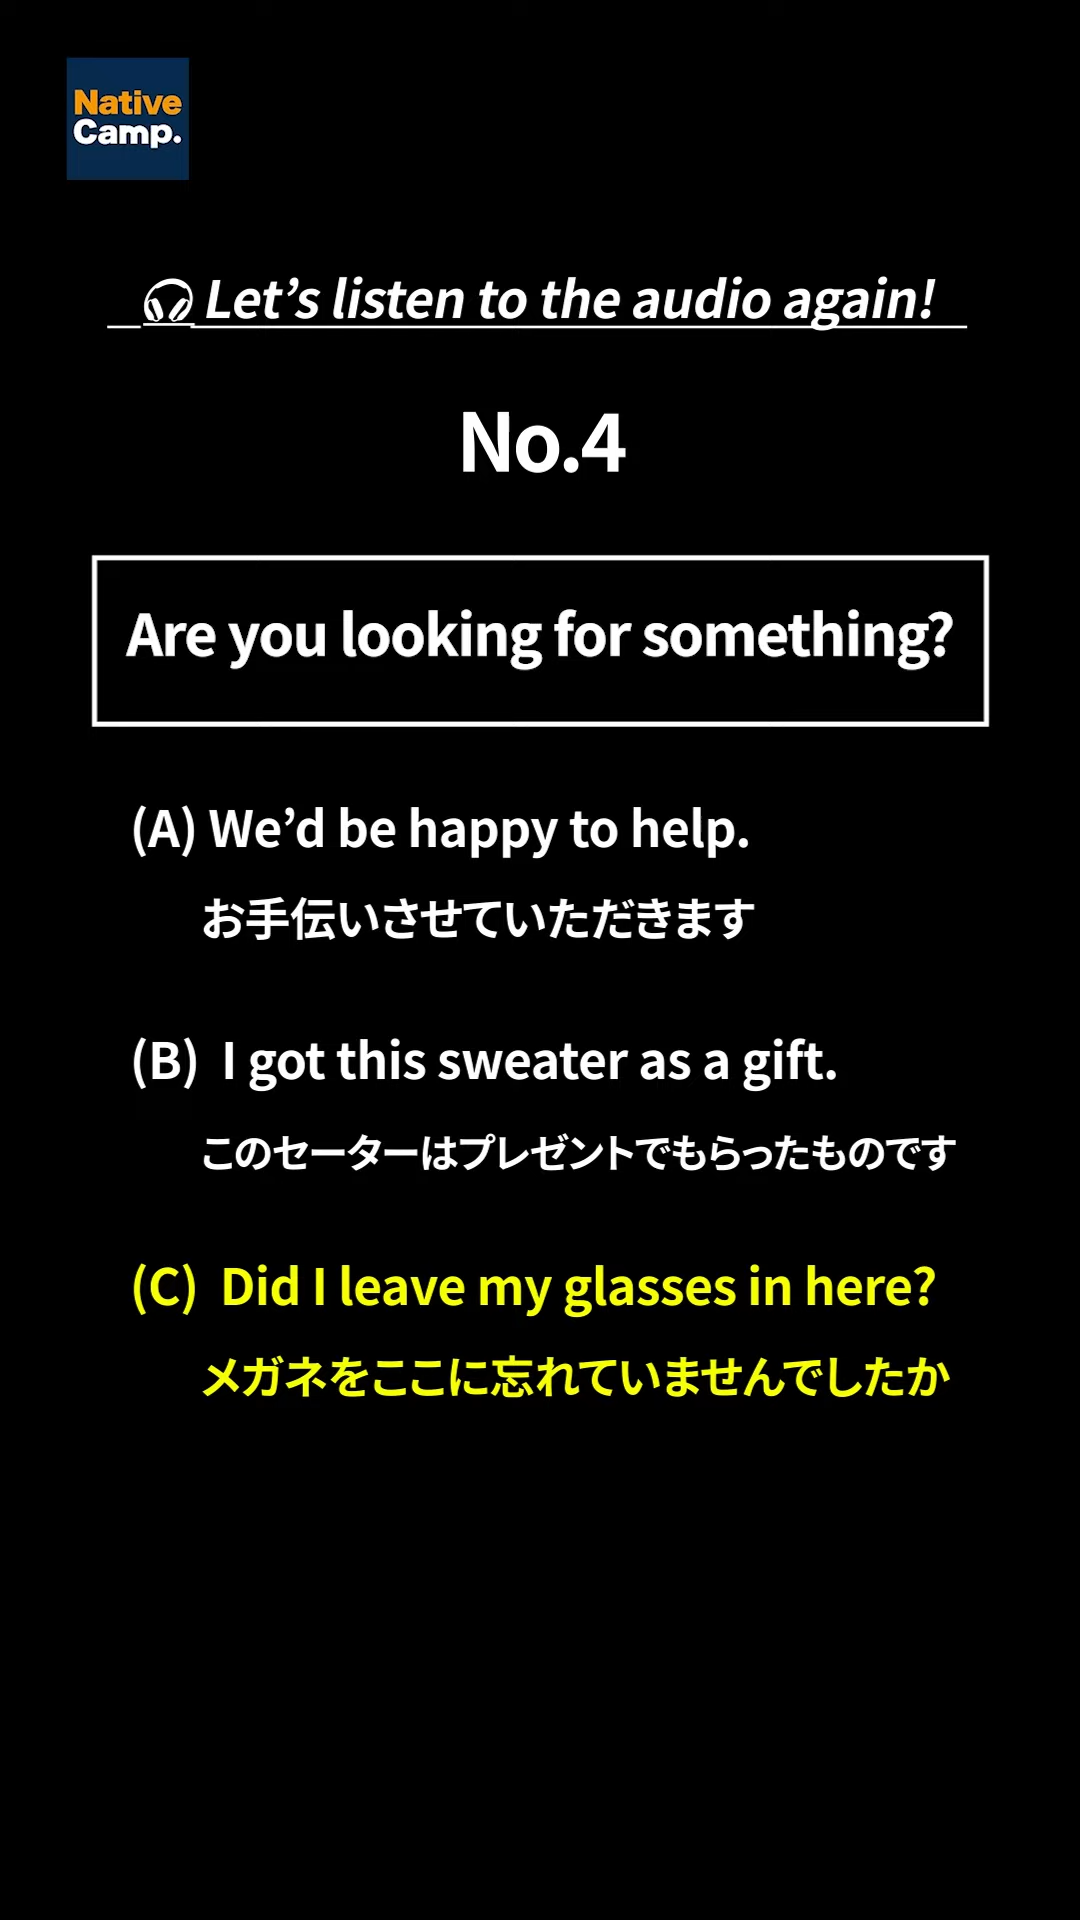 Native
Camp.
Let’s listen to the audio again!
No.4
Are you looking for something?
(A) We’d be happy to help.
お手伝いさせていただきます
(B) I got this sweater as a gift.
このセーターはプレゼントでもらったものです
(C) Did I leave my glasses in here?
メガネをここに忘れていませんでしたか